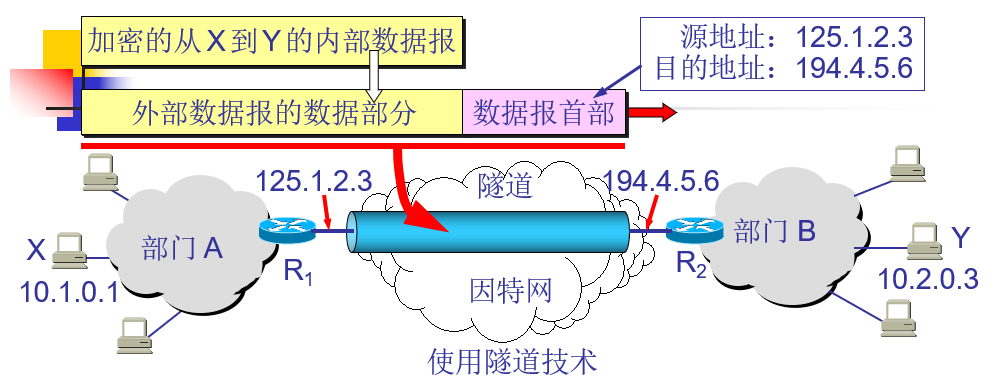 加密的从 X 到 Y 的内部数据报
源地址：125.1.2.3
目的地址：194.4.5.6
外部数据报的数据部分
数据报首部
125.1.2.3
隧道
194.4.5.6
部门 A
部门 B
X
Y
R1
R2
10.1.0.1
10.2.0.3
因特网
使用隧道技术